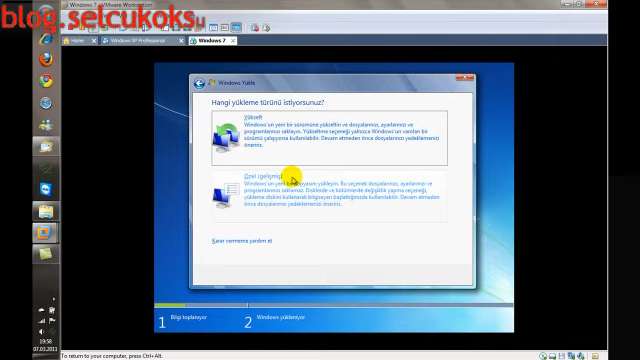 Windows 7 - VMware Workstation
blog.selcukoksu
Home
Windows XP Professional
Windows 7
Windows Yükle
Hangi yükleme türünü istiyorsunuz?
Yükselt
Windows'un yeni bir sürümüne yükseltin ve dosyalarınızı, ayarlarınızı ve
programlarınızı saklayın. Yükseltme seçeneği yalnızca Windows'un varolan bir
sürümü çalışıyorsa kullanılabilir. Devam etmeden önce dosyalarınızı yedeklemenizi
öneririz.
Özel (gelişmiş)
Windows'un yeni bir kopyasını yükleyin. Bu seçenek dosyalarınızı, ayarlarınızı ve
programlarınızı saklamaz. Disklerde ve bölümlerde değişiklik yapma seçeneği,
yükleme diskini kullanarak bilgisayarı başlattığınızda kullanılabilir. Devam etmeden
önce dosyalarınızı yedeklemenizi öneririz.
Karar vermeme yardım et
1 Bilgi toplanıyor
2 Windows yükleniyor
19:58
07.03.2011
To return to your computer, press Ctrl+Alt.